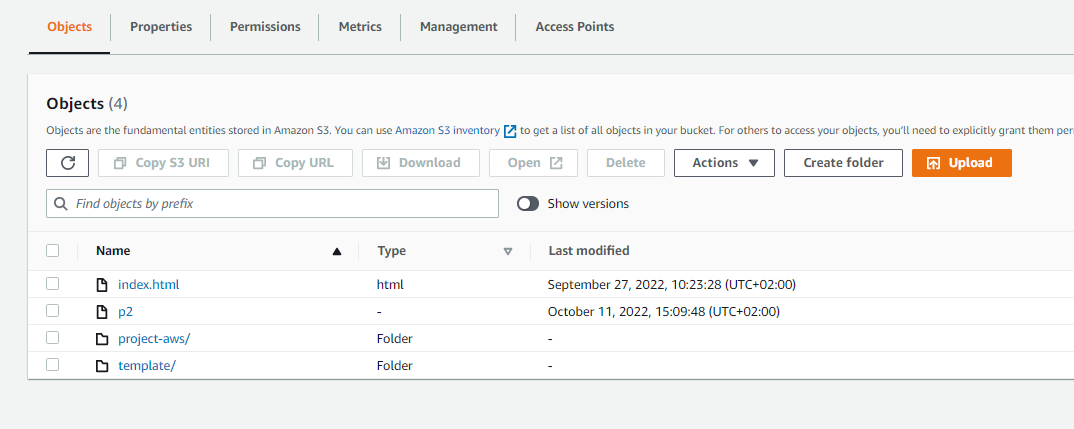 Objects Properties Permissions Metrics Management Access Points
Objects (4)
Objects are the fundamental entities stored in Amazon S3. You can use Amazon S3 inventory to get a list of all objects in your bucket. For others to access your objects, you'll need to explicitly grant them
Copy S3 URI Copy URL Download Open Delete Actions Create folder Upload
Find objects by prefix Show versions
Name Type Last modified
index.html html September 27, 2022, 10:23:28 (UTC+02:00)
p2 - October 11, 2022, 15:09:48 (UTC+02:00)
project-aws/ Folder -
template/ Folder -